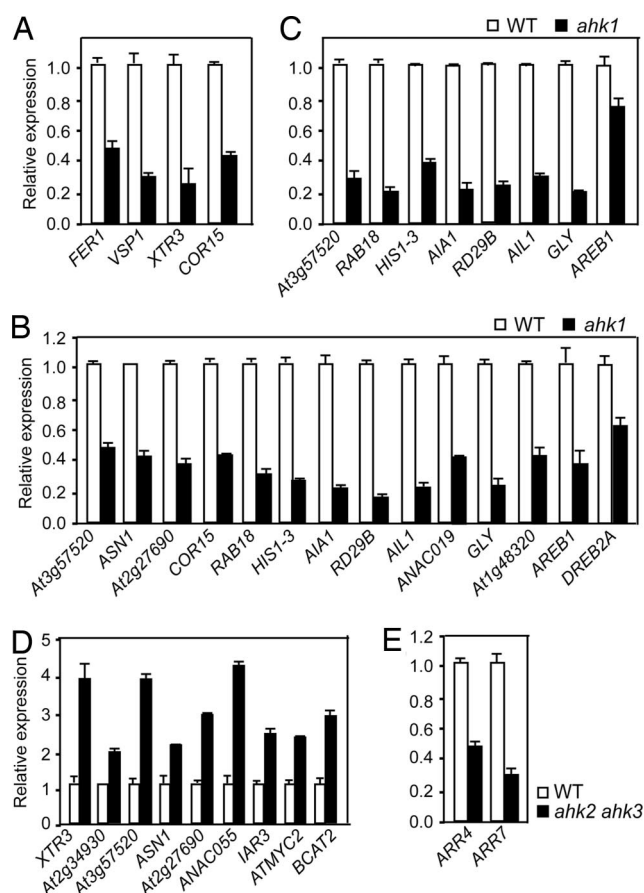 A
WT ahk1
Relative expression
1.0
0.8
0.6
0.4
0.2
0.0
FER1 VSP1 XTR3 COR15
C
WT ahk1
1.0
0.8
0.6
0.4
0.2
0.0
At3g57520 RAB18 HIS1-3 AIA1 RD29B AIL1 GLY AREB1
B
WT ahk1
Relative expression
1.2
1.0
0.8
0.6
0.4
0.2
0.0
At3g57520 ASN1 At2g27690 COR15 RAB18 HIS1-3 AIA1 RD29B AIL1 ANAC019 GLY At1g48320 AREB1 DREB2A
D
Relative expression
5
4
3
2
1
0
XTR3 At2g34930 At3g57520 ASN1 At2g27690 ANAC055 IAR3 ATMYC2 BCAT2
E
1.2
1.0
0.8
0.6
0.4
0.2
0.0
ARR4 ARR7
WT
ahk2 ahk3